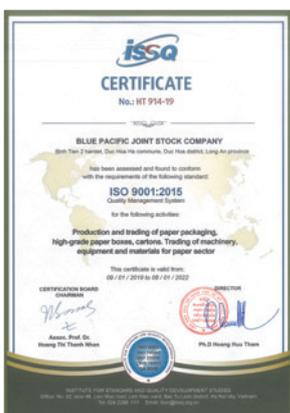 ISSQ
CERTIFICATE
No.: HT 914-19
BLUE PACIFIC JOINT STOCK COMPANY
Binh Tien 2 hamlet, Duc Hoa Ha commune, Duc Hoa district, Long An province
has been assessed and found to conform
with the requirements of the following standard:
ISO 9001:2015
Quality Management System
for the following activities:
Production and trading of paper packaging,
high-grade paper boxes, cartons. Trading of machinery,
equipment and materials for paper sector
This certificate is valid from:
09 / 01 / 2019 to 08 / 01 / 2022
CERTIFICATION BOARD
CHAIRMAN
DIRECTOR
Assoc. Prof. Dr.
Hoang Thi Thanh Nhan
Ph.D Hoang Huu Tham
INSTITUTE FOR STANDARDS AND QUALITY DEVELOPMENT STUDIES